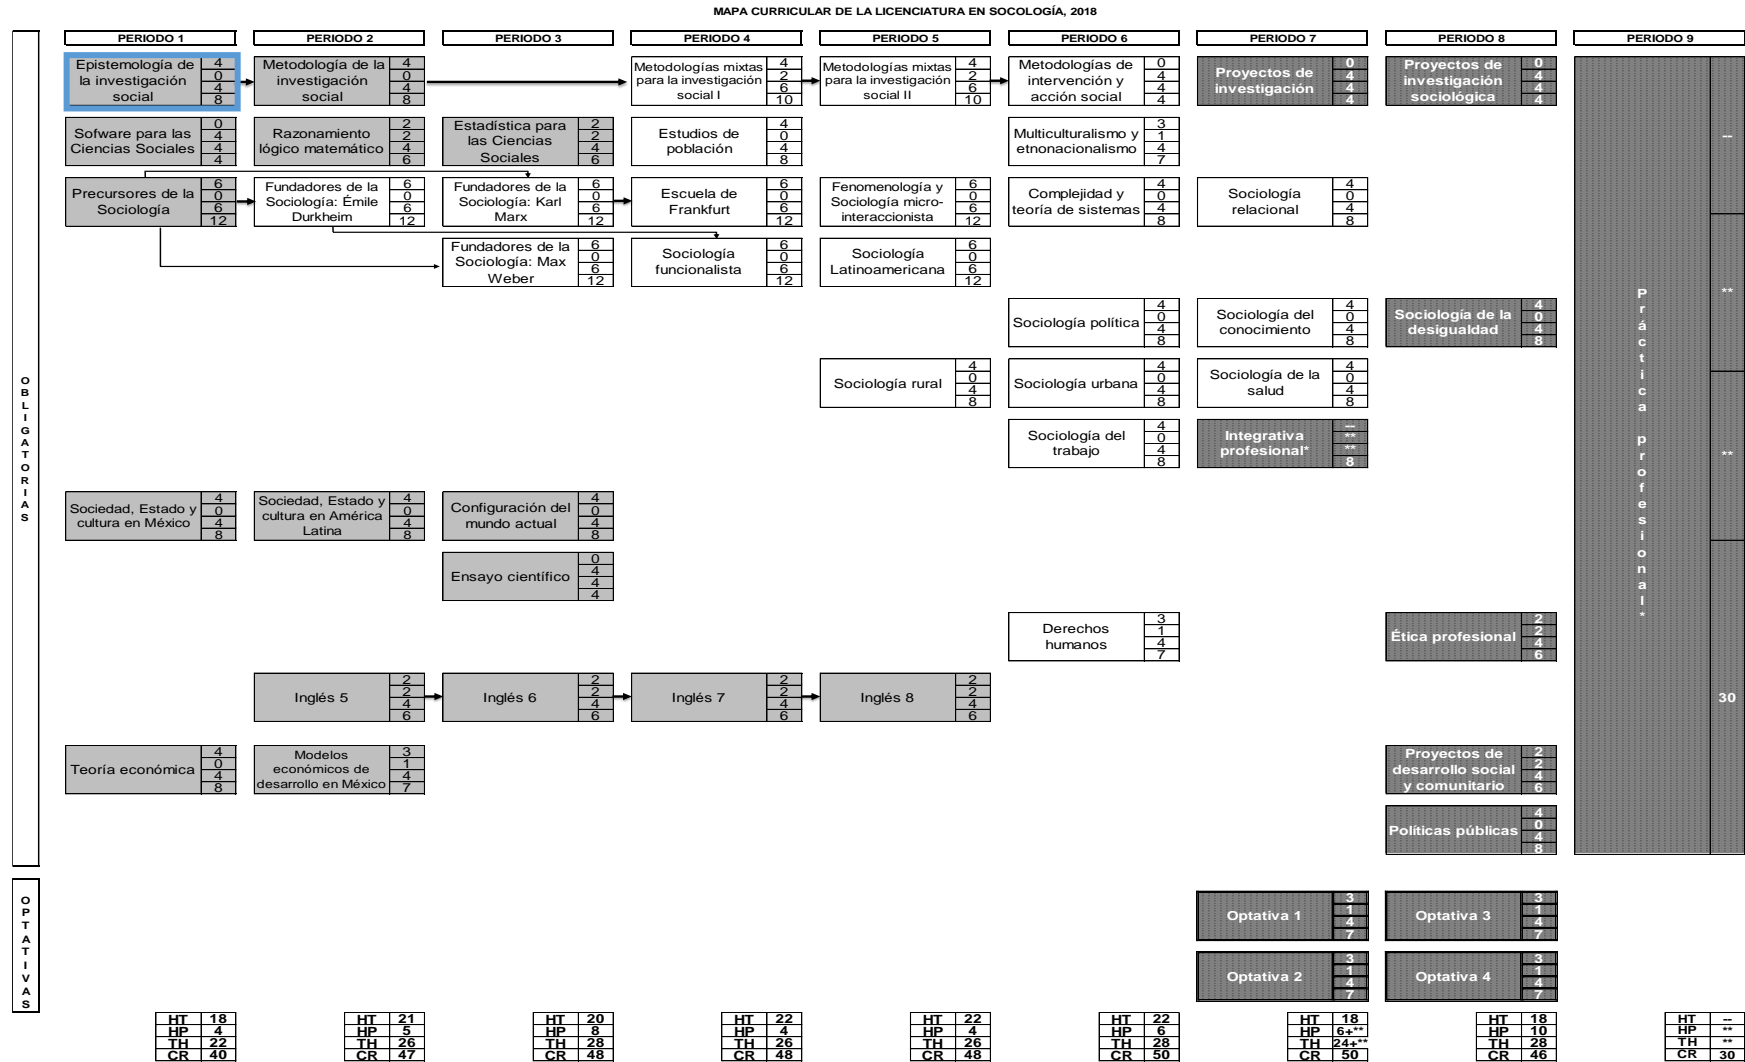 MAPA CURRICULAR DE LA LICENCIATURA EN SOCOLOGÍA, 2018
PERIODO 1
PERIODO 2
PERIODO 3
PERIODO 4
PERIODO 5
PERIODO 6
PERIODO 7
PERIODO 8
PERIODO 9
OBLIGATORIAS
Epistemología de
la investigación
social
4
0
4
8
Metodología de la
investigación
social
4
0
4
8
Metodologías mixtas
para la investigación
social I
4
2
6
10
Metodologías mixtas
para la investigación
social II
4
2
6
10
Metodologías de
intervención y
acción social
0
4
4
4
Proyectos de
investigación
0
4
4
4
Proyectos de
investigación
sociológica
0
4
4
4
Práctica profesional*
--
**
**
30
Sofware para las
Ciencias Sociales
0
4
4
4
Razonamiento
lógico matemático
2
2
4
6
Estadística para
las Ciencias
Sociales
2
2
4
6
Estudios de
población
4
0
4
8
Multiculturalismo y
etnonacionalismo
3
1
4
7
Precursores de la
Sociología
6
0
6
12
Fundadores de la
Sociología: Émile
Durkheim
6
0
6
12
Fundadores de la
Sociología: Karl
Marx
6
0
6
12
Escuela de
Frankfurt
6
0
6
12
Fenomenología y
Sociología micro-
interaccionista
6
0
6
12
Complejidad y
teoría de sistemas
4
0
4
8
Sociología
relacional
4
0
4
8
Fundadores de la
Sociología: Max
Weber
6
0
6
12
Sociología
funcionalista
6
0
6
12
Sociología
Latinoamericana
6
0
6
12
Sociología política
4
0
4
8
Sociología del
conocimiento
4
0
4
8
Sociología de la
desigualdad
4
0
4
8
Sociología rural
4
0
4
8
Sociología urbana
4
0
4
8
Sociología de la
salud
4
0
4
8
Sociología del
trabajo
4
0
4
8
Integrativa
profesional*
--
**
**
8
Sociedad, Estado y
cultura en México
4
0
4
8
Sociedad, Estado y
cultura en América
Latina
4
0
4
8
Configuración del
mundo actual
4
0
4
8
Ensayo científico
0
4
4
4
Derechos
humanos
3
1
4
7
Ética profesional
2
2
4
6
Inglés 5
2
2
4
6
Inglés 6
2
2
4
6
Inglés 7
2
2
4
6
Inglés 8
2
2
4
6
Teoría económica
4
0
4
8
Modelos
económicos de
desarrollo en México
3
1
4
7
Proyectos de
desarrollo social
y comunitario
2
2
4
6
Políticas públicas
4
0
4
8
OPTATIVAS
Optativa 1
3
1
4
7
Optativa 3
3
1
4
7
Optativa 2
3
1
4
7
Optativa 4
3
1
4
7
HT 18
HP 4
TH 22
CR 40
HT 21
HP 5
TH 26
CR 47
HT 20
HP 8
TH 28
CR 48
HT 22
HP 4
TH 26
CR 48
HT 22
HP 4
TH 26
CR 48
HT 22
HP 6
TH 28
CR 50
HT 18
HP 6+**
TH 24+**
CR 50
HT 18
HP 10
TH 28
CR 46
HT --
HP **
TH **
CR 30